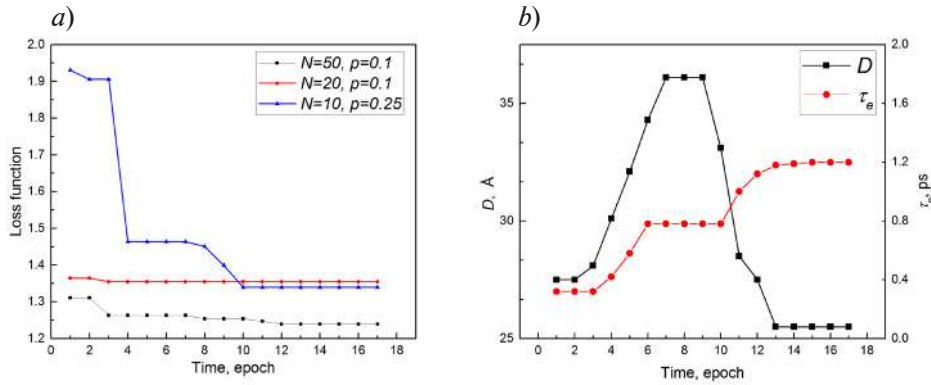 a)
b)
Loss function
2.0
1.9
1.8
1.7
1.6
1.5
1.4
1.3
1.2
N=50, p=0.1
N=20, p=0.1
N=10, p=0.25
0 2 4 6 8 10 12 14 16 18
Time, epoch
D, Å
35
30
25
D
τe
2.0
1.6
1.2
0.8
0.4
0.0
τe, ps
0 2 4 6 8 10 12 14 16 18
Time, epoch